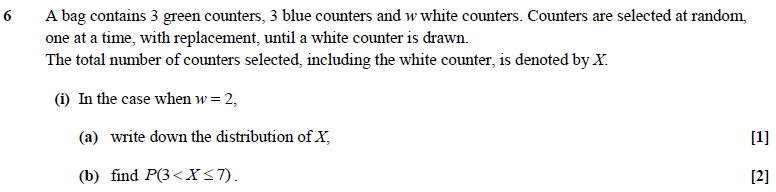 6 A bag contains 3 green counters, 3 blue counters and w white counters. Counters are selected at random,
one at a time, with replacement, until a white counter is drawn.
The total number of counters selected, including the white counter, is denoted by X.
(i) In the case when w = 2,
(a) write down the distribution of X, [1]
(b) find P(3 < X ≤ 7). [2]